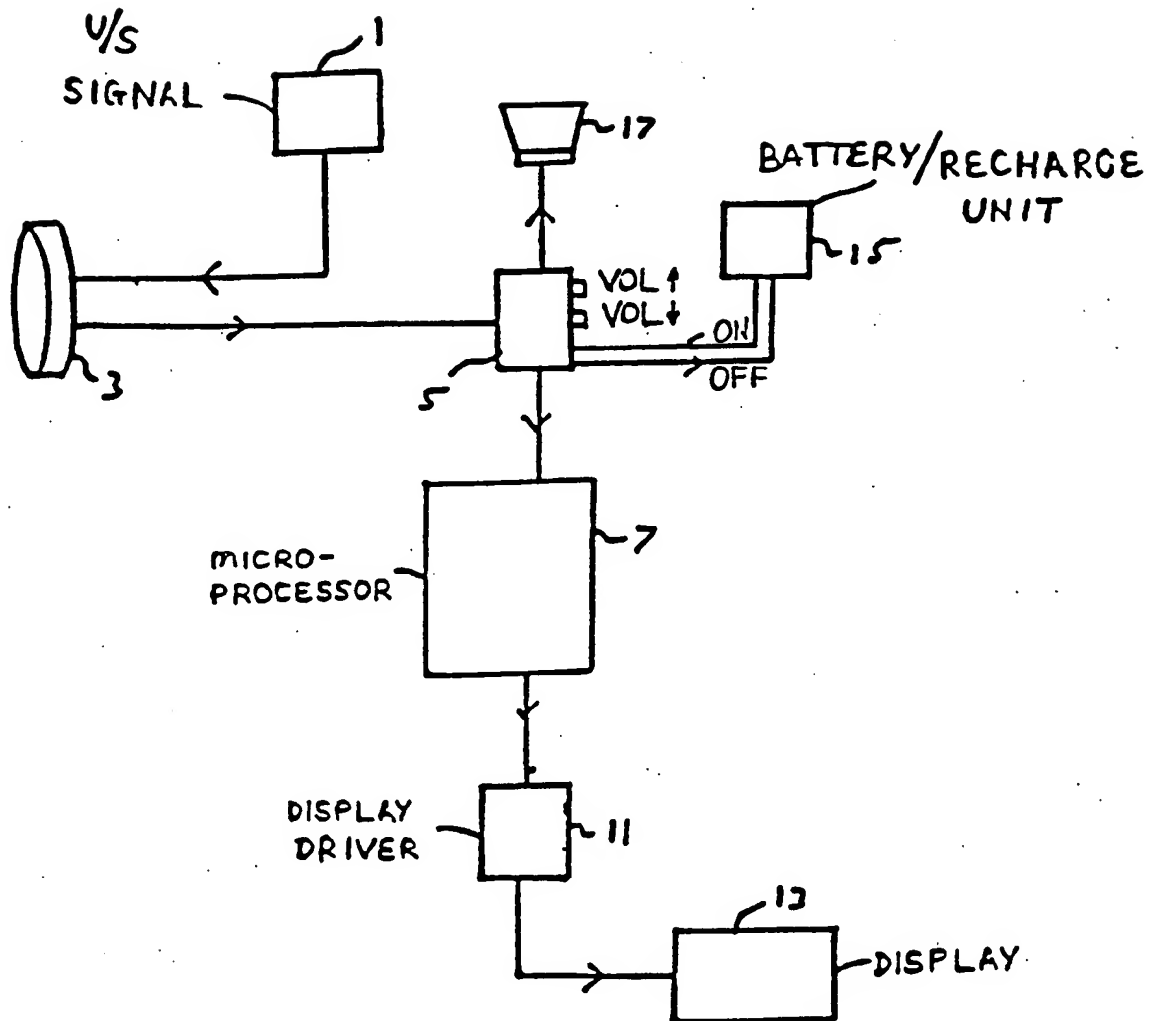 U/S
SIGNAL
1
17
BATTERY/RECHARGE
UNIT
15
VOL ↑
VOL ↓
ON
OFF
3
5
7
MICRO-
PROCESSOR
DISPLAY
DRIVER
11
13
DISPLAY